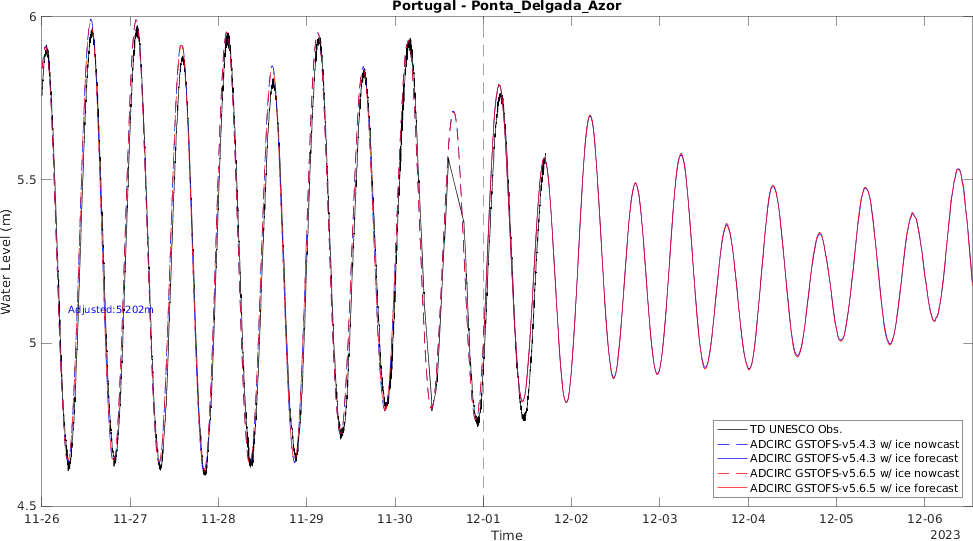 Portugal - Ponta_Delgada_Azor
6
5.5
5
4.5
Water Level (m)
Adjusted:5.202m
TD UNESCO Obs.
ADCIRC GSTOFS-v5.4.3 w/ ice nowcast
ADCIRC GSTOFS-v5.4.3 w/ ice forecast
ADCIRC GSTOFS-v5.6.5 w/ ice nowcast
ADCIRC GSTOFS-v5.6.5 w/ ice forecast
11-26 11-27 11-28 11-29 11-30 12-01 12-02 12-03 12-04 12-05 12-06
Time
2023